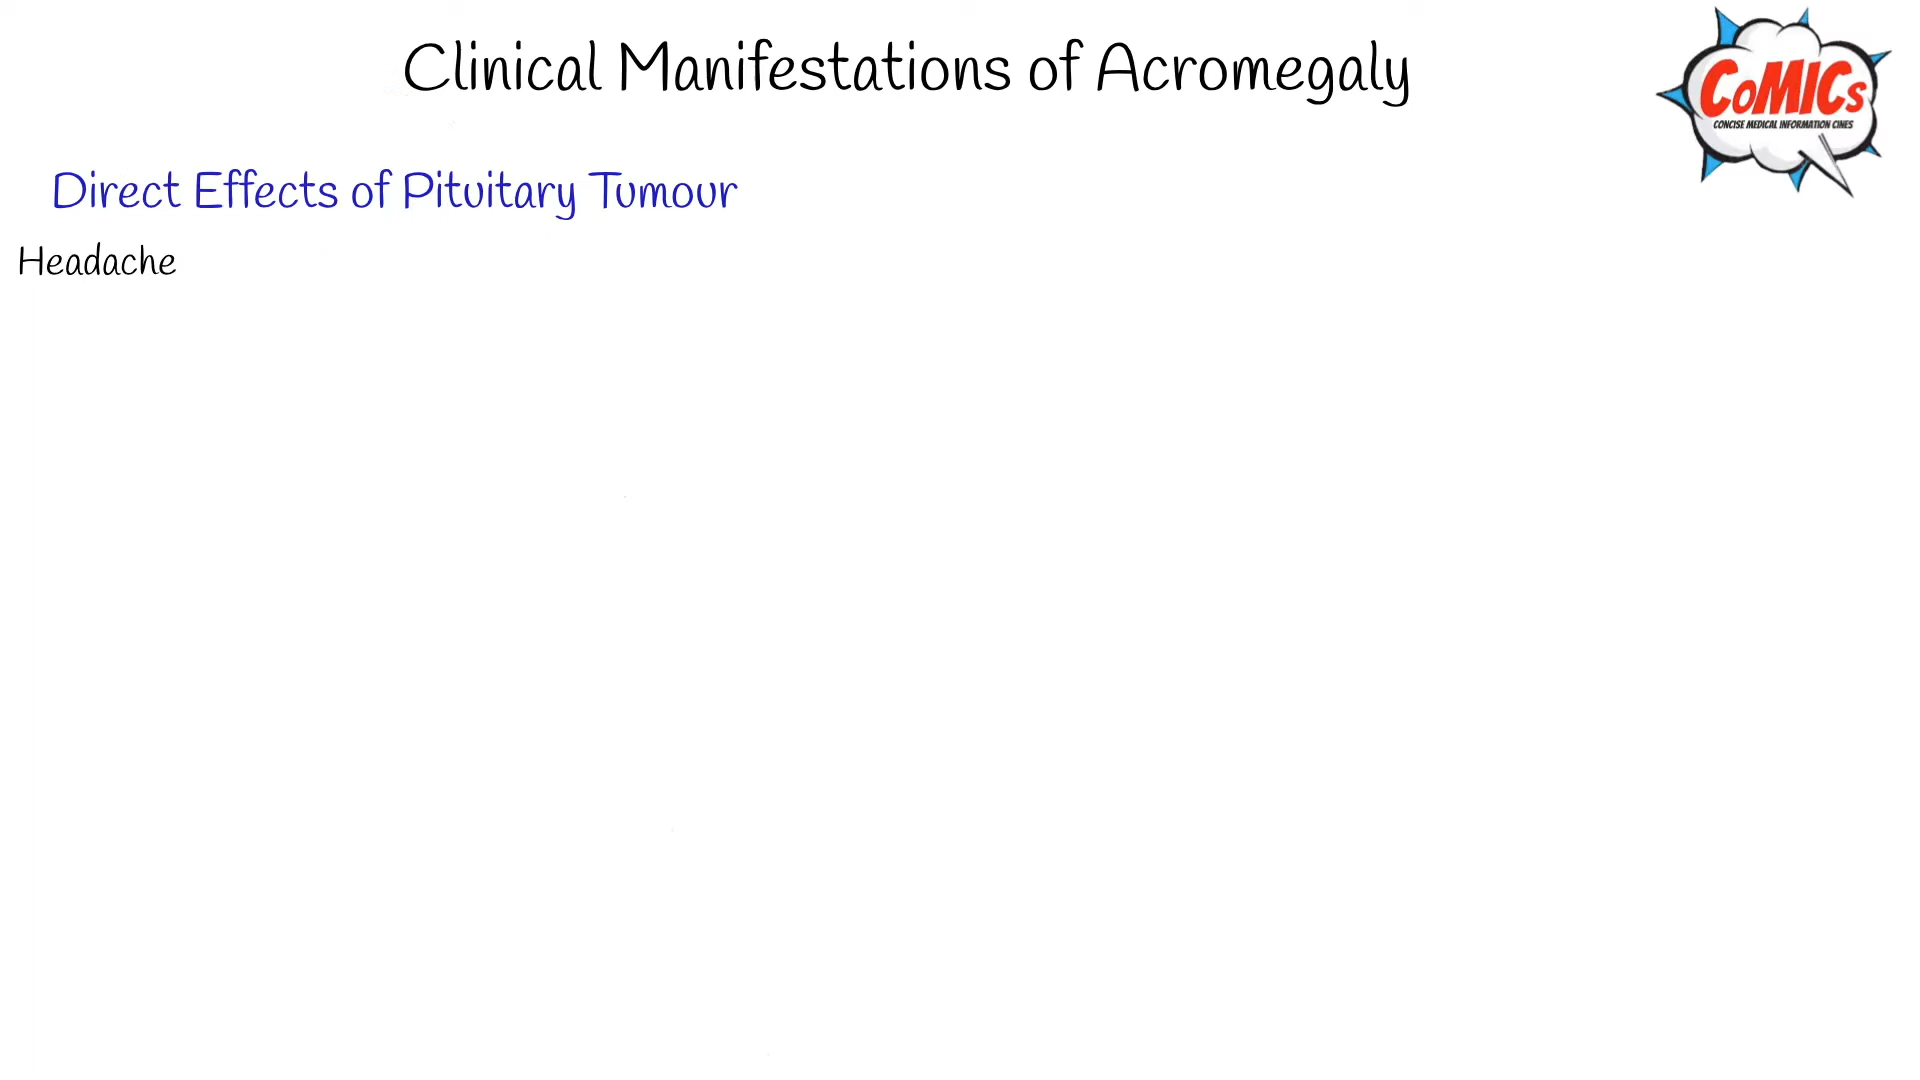 Clinical Manifestations of Acromegaly
CoMICs
CONCISE MEDICAL INFORMATION CINES
Direct Effects of Pituitary Tumour
Headache